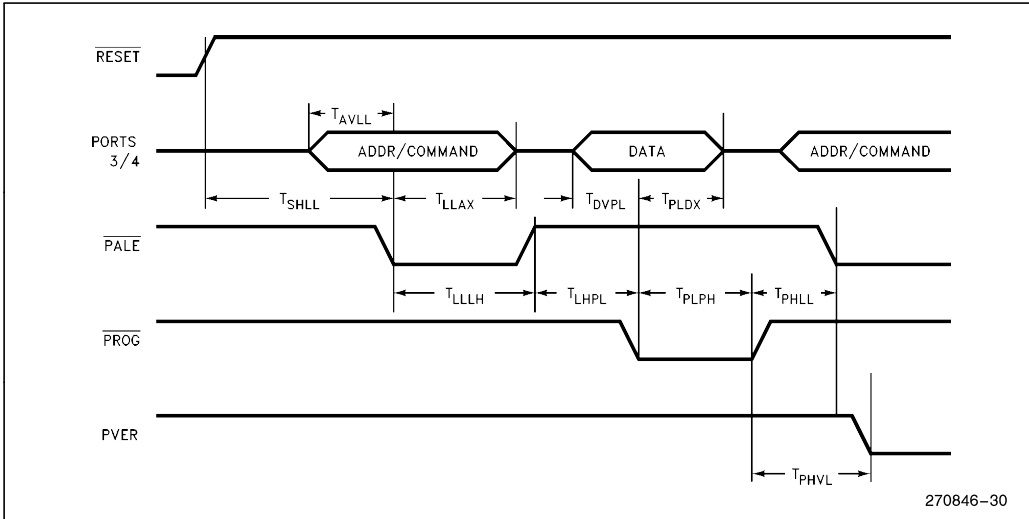 RESET
T_AVLL
PORTS 3/4
ADDR/COMMAND
DATA
ADDR/COMMAND
T_SHLL
T_LLAX
T_DVPL
T_PLDX
PALE
T_LLLH
T_LHPL
T_PLPH
T_PHLL
PROG
PVER
T_PHVL
270846-30